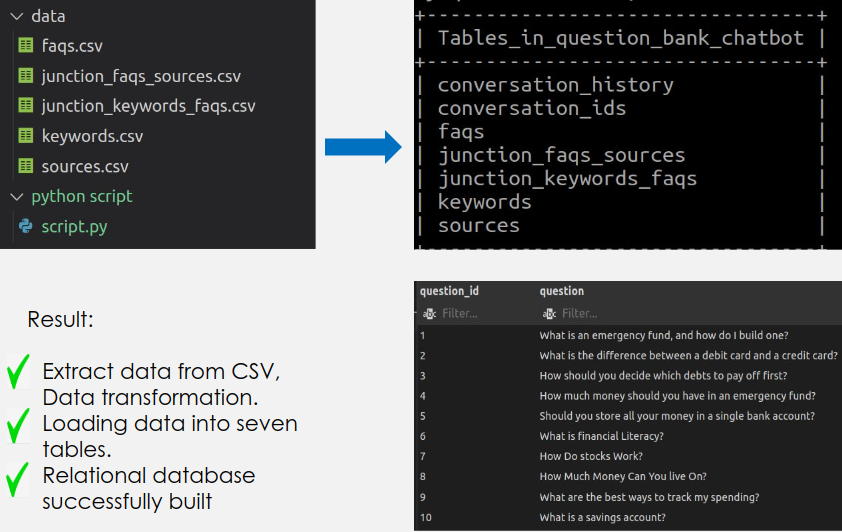 data
faqs.csv
junction_faqs_sources.csv
junction_keywords_faqs.csv
keywords.csv
sources.csv
python script
script.py
+---------------------------------+
| Tables_in_question_bank_chatbot |
+---------------------------------+
| conversation_history |
| conversation_ids |
| faqs |
| junction_faqs_sources |
| junction_keywords_faqs |
| keywords |
| sources |
+---------------------------------+
Result:
Extract data from CSV,
Data transformation.
Loading data into seven
tables.
Relational database
successfully built
question_id question
abc Filter... abc Filter...
1 What is an emergency fund, and how do I build one?
2 What is the difference between a debit card and a credit card?
3 How should you decide which debts to pay off first?
4 How much money should you have in an emergency fund?
5 Should you store all your money in a single bank account?
6 What is financial Literacy?
7 How Do stocks Work?
8 How Much Money Can You live On?
9 What are the best ways to track my spending?
10 What is a savings account?